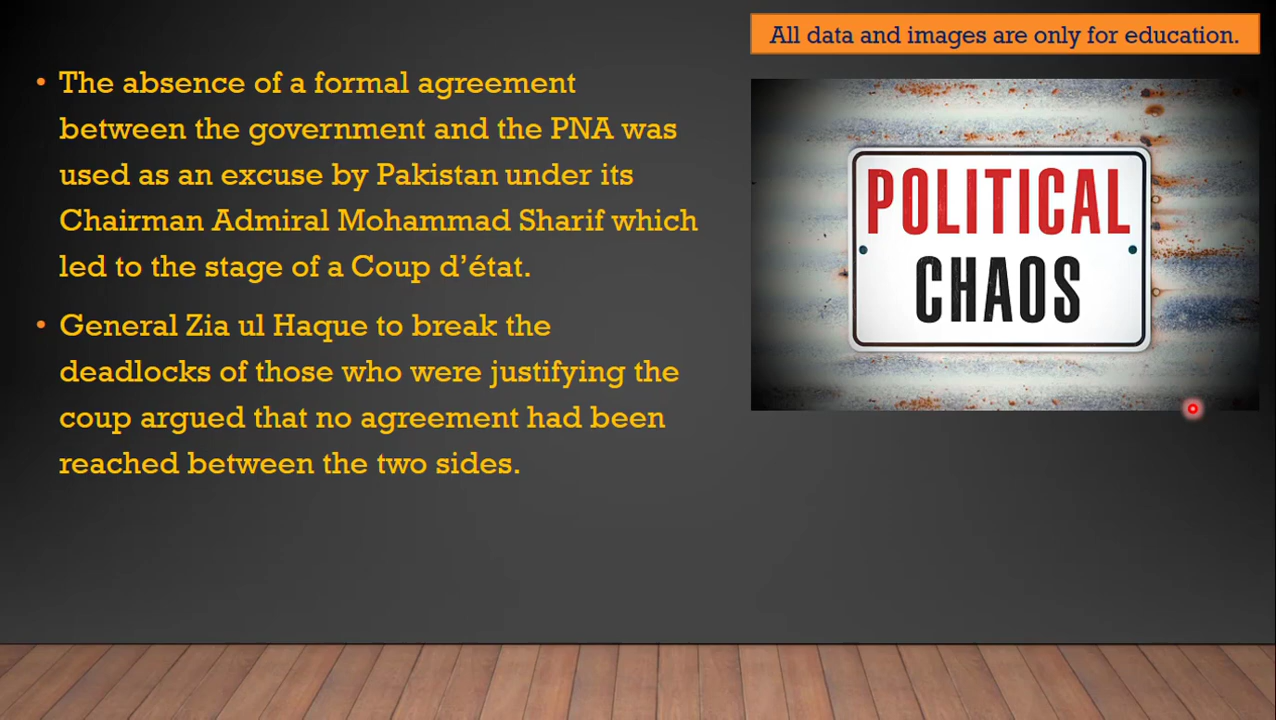 All data and images are only for education.
• The absence of a formal agreement
between the government and the PNA was
used as an excuse by Pakistan under its
Chairman Admiral Mohammad Sharif which
led to the stage of a Coup d’état.
• General Zia ul Haque to break the
deadlocks of those who were justifying the
coup argued that no agreement had been
reached between the two sides.
POLITICAL
CHAOS